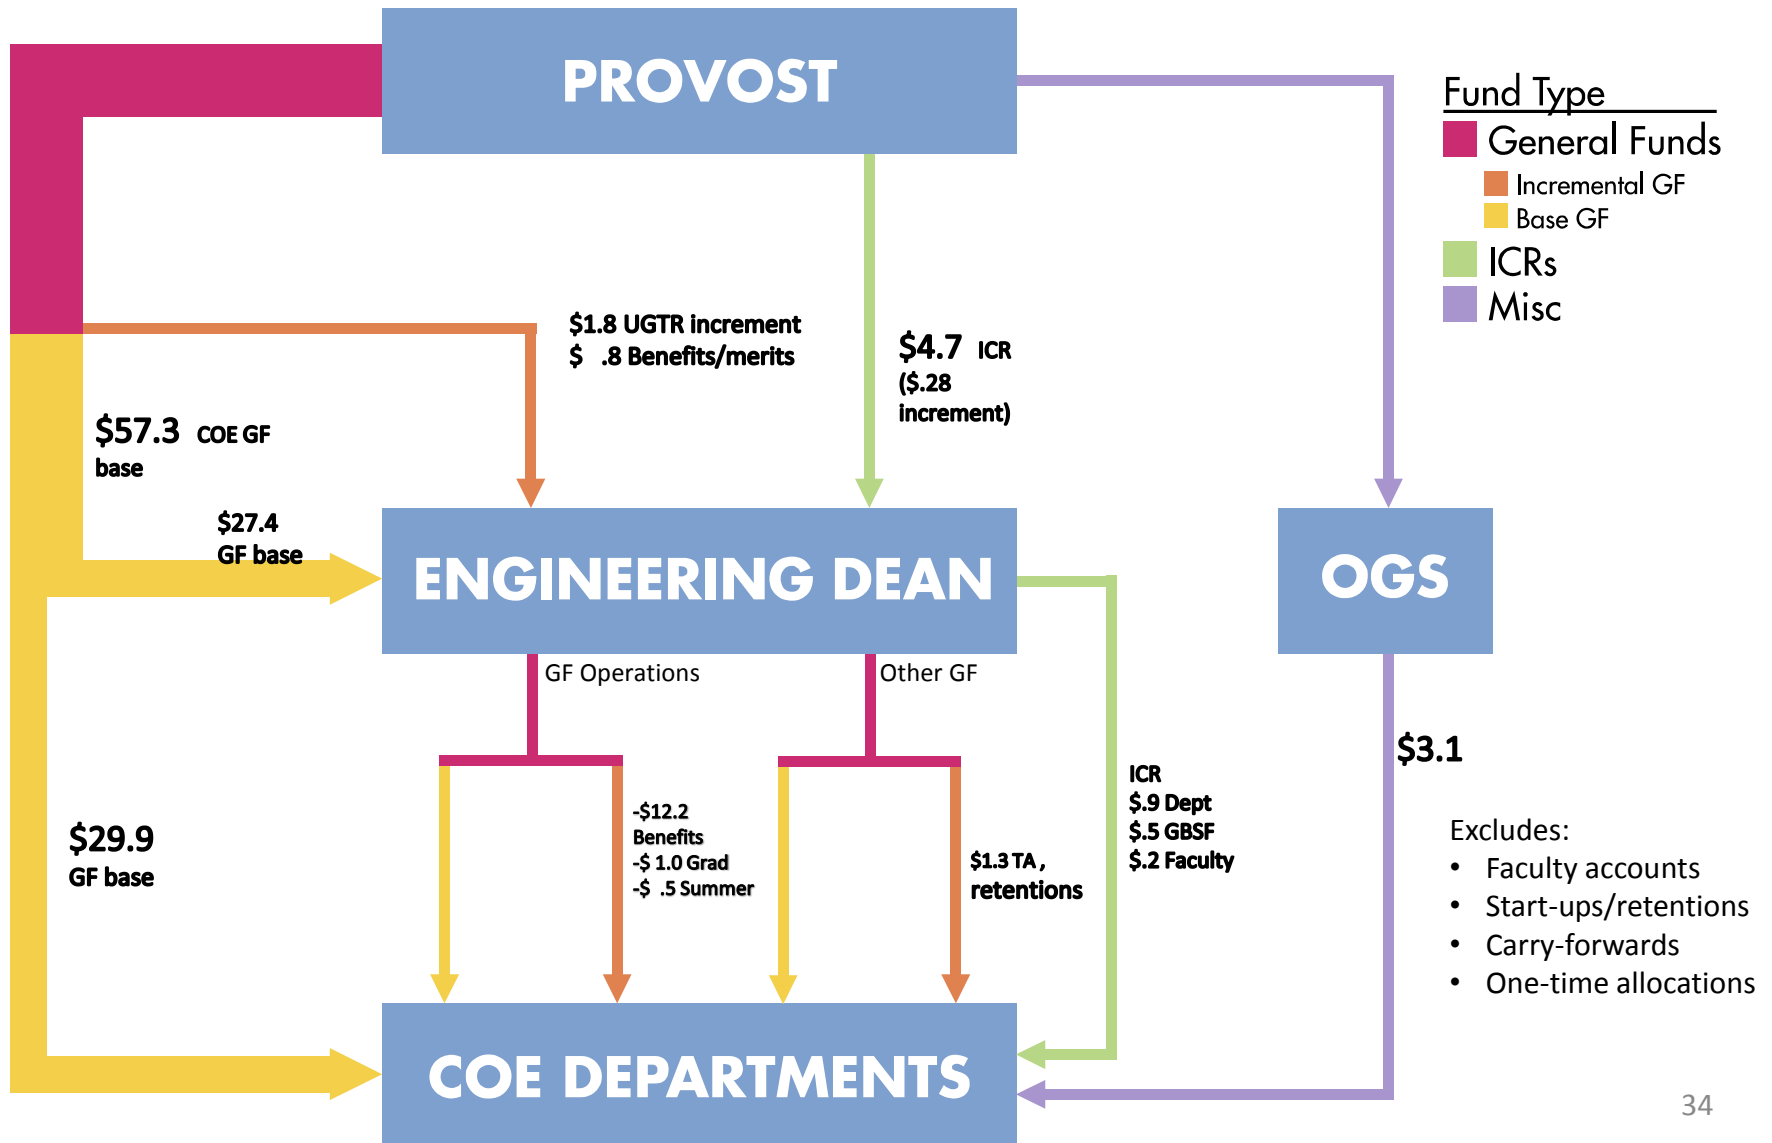 PROVOST
Fund Type
General Funds
Incremental GF
Base GF
ICRs
Misc
$1.8 UGTR increment
$ .8 Benefits/merits
$4.7 ICR
($.28
increment)
$57.3 COE GF
base
$27.4
GF base
ENGINEERING DEAN
OGS
GF Operations
Other GF
$29.9
GF base
-$12.2
Benefits
-$ 1.0 Grad
-$ .5 Summer
$1.3 TA ,
retentions
ICR
$.9 Dept
$.5 GBSF
$.2 Faculty
$3.1
Excludes:
• Faculty accounts
• Start-ups/retentions
• Carry-forwards
• One-time allocations
COE DEPARTMENTS
34